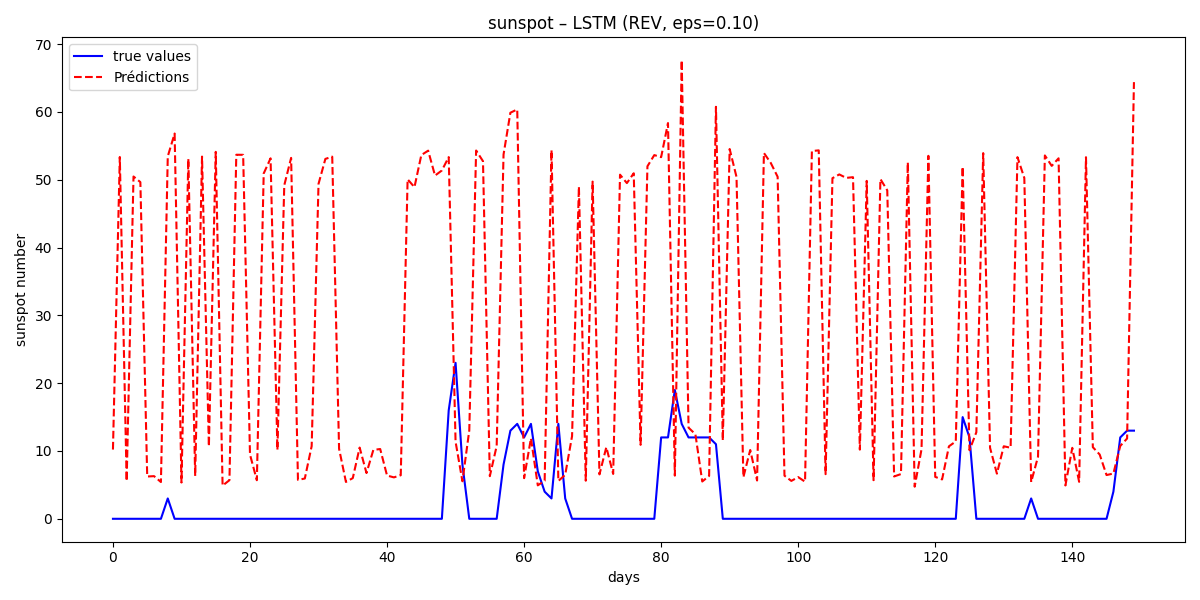 sunspot – LSTM (REV, eps=0.10)
true values
Prédictions
sunspot number
70
60
50
40
30
20
10
0
0 20 40 60 80 100 120 140
days